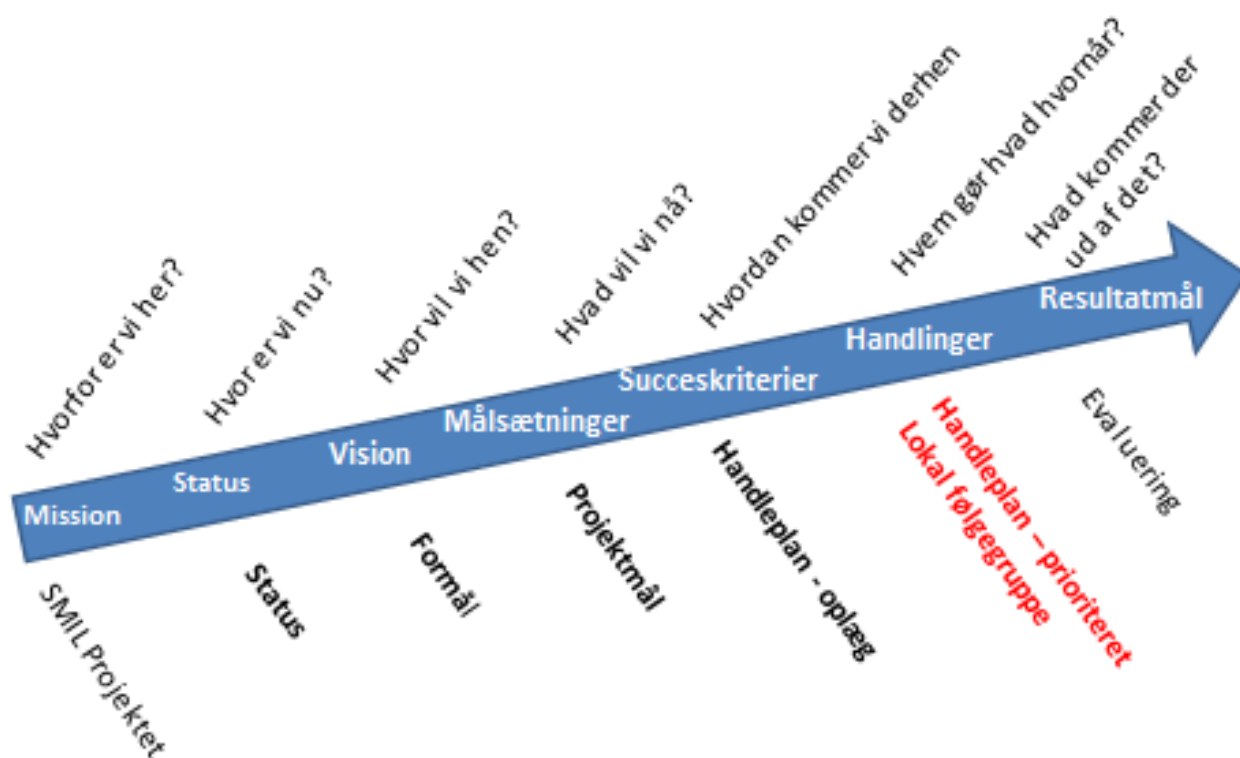 Hvorfor er vi her?
Hvor er vi nu?
Hvor vil vi hen?
Hvad vil vi nå?
Hvordan kommer vi derhen
Hvem gør hvad hvornår?
Hvad kommer der
ud af det?
Mission
Status
Vision
Målsætninger
Succeskriterier
Handlinger
Resultatmål
SMIL Projektet
Status
Formål
Projektmål
Handleplan - oplæg
Handleplan – prioriteret
Lokal følgegruppe
Evaluering